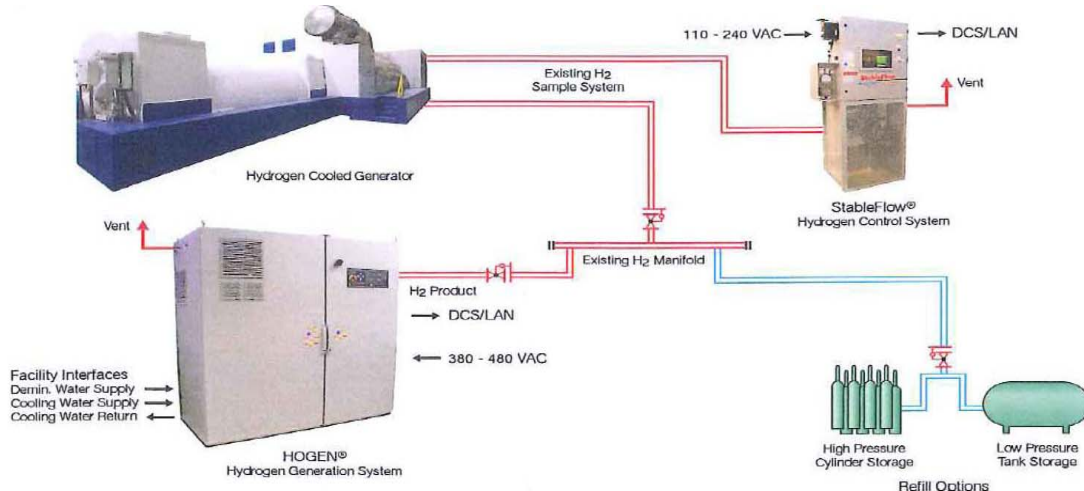 110 - 240 VAC
DCS/LAN
Existing H2
Sample System
Vent
StableFlow
Hydrogen Cooled Generator
StableFlow®
Hydrogen Control System
Vent
Existing H2 Manifold
H2 Product
DCS/LAN
380 - 480 VAC
Facility Interfaces
Demin. Water Supply
Cooling Water Supply
Cooling Water Return
HOGEN®
Hydrogen Generation System
High Pressure
Cylinder Storage
Low Pressure
Tank Storage
Refill Options